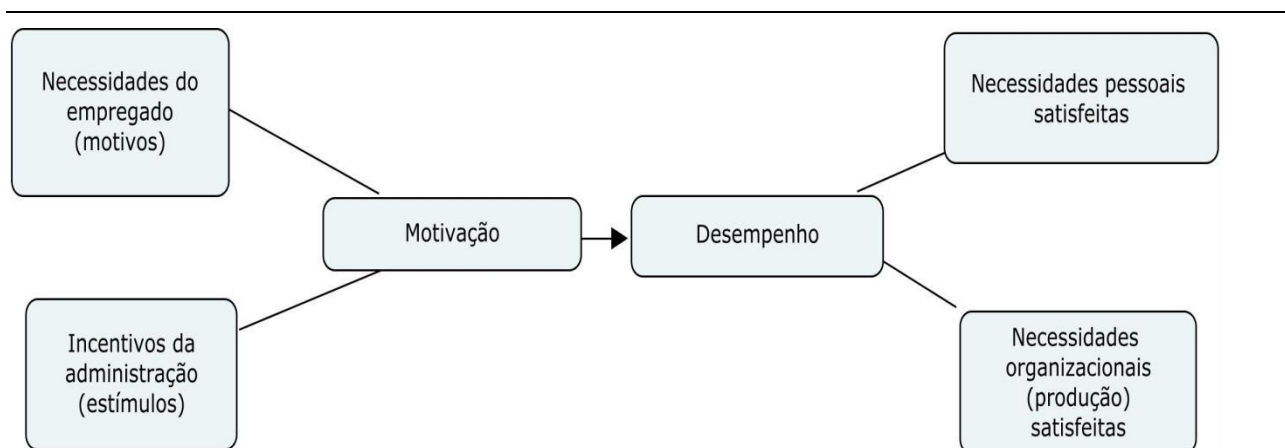 Necessidades do
empregado
(motivos)
Incentivos da
administração
(estímulos)
Motivação
Desempenho
Necessidades pessoais
satisfeitas
Necessidades
organizacionais
(produção)
satisfeitas